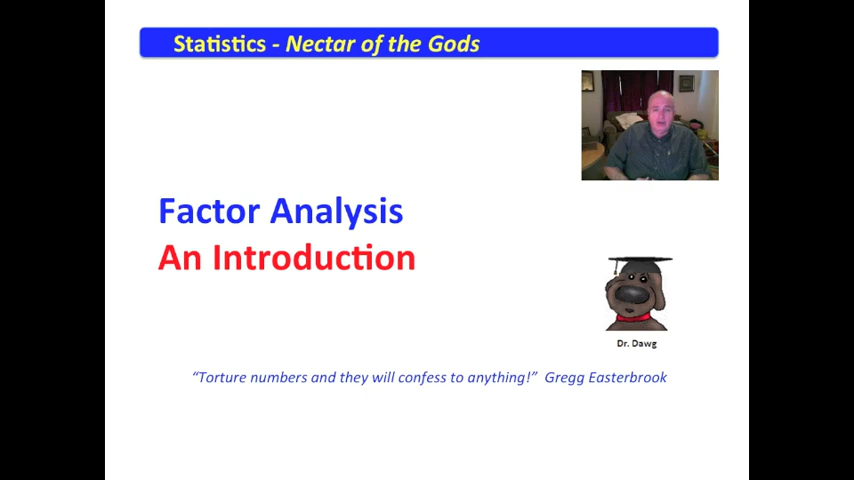 Statistics - Nectar of the Gods
Factor Analysis
An Introduction
Dr. Dawg
“Torture numbers and they will confess to anything!” Gregg Easterbrook